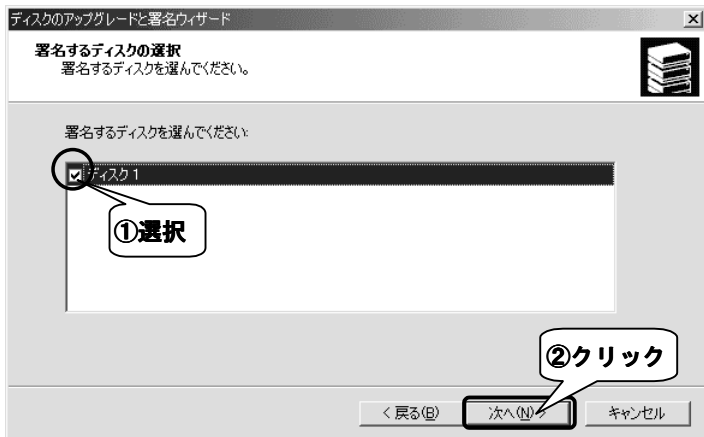 ディスクのアップグレードと署名ウィザード
署名するディスクの選択
署名するディスクを選んでください。
署名するディスクを選んでください:
ディスク 1
①選択
②クリック
< 戻る(B)
次へ(N) >
キャンセル